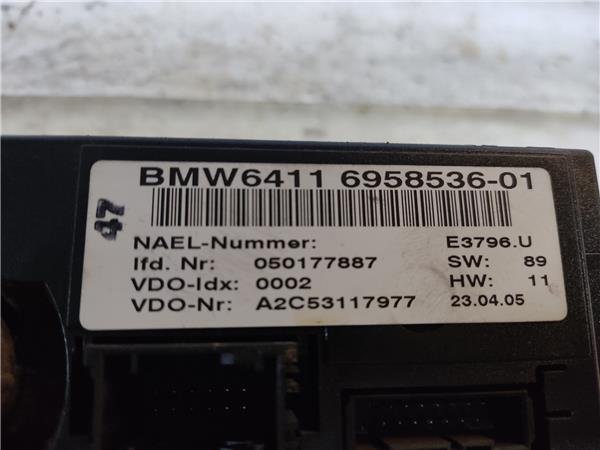 BMW6411 6958536-01
47
NAEL-Nummer: E3796.U
lfd. Nr: 050177887 SW: 89
VDO-Idx: 0002 HW: 11
VDO-Nr: A2C53117977 23.04.05